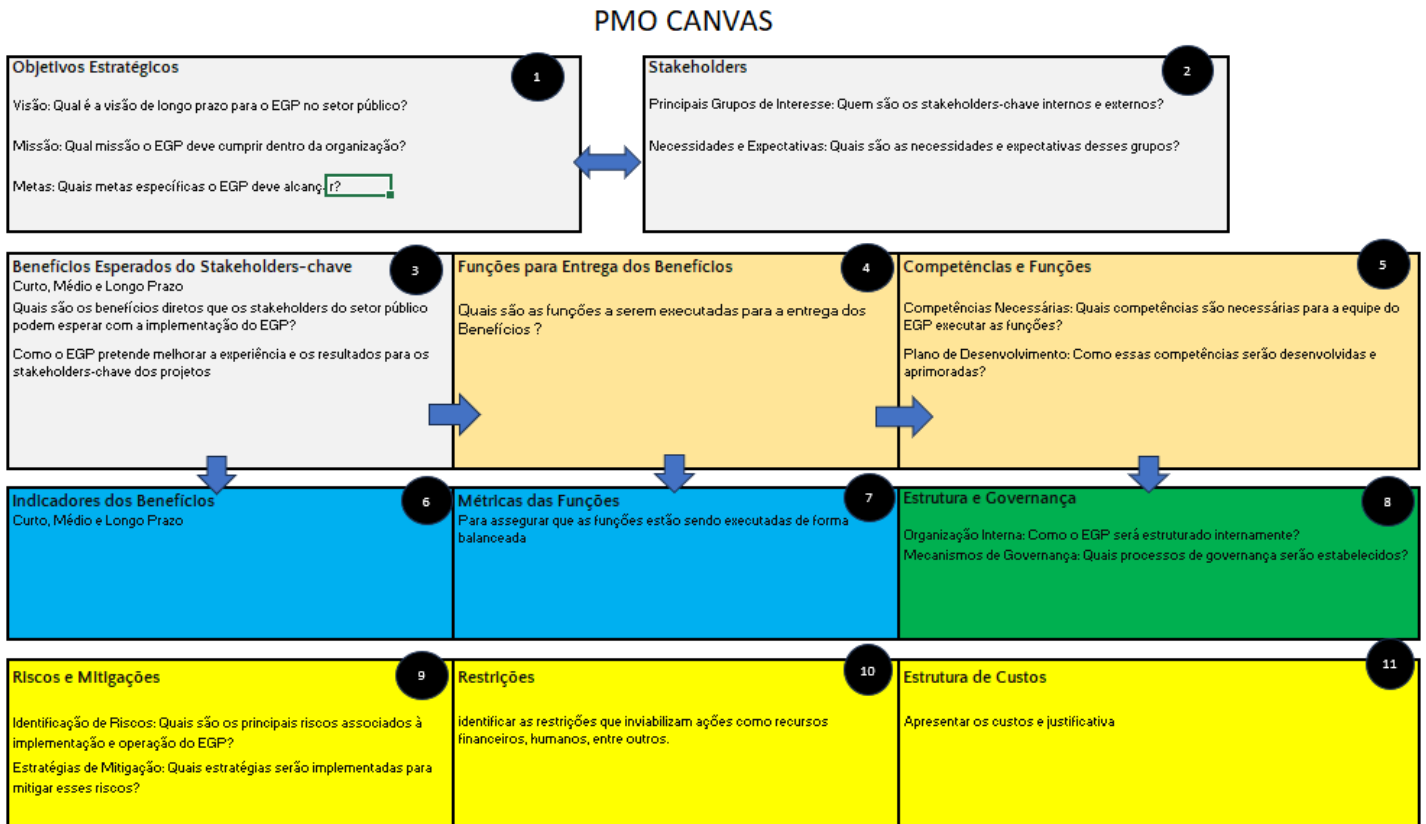 PMO CANVAS
Objetivos Estratégicos
1
Visão: Qual é a visão de longo prazo para o EGP no setor público?
Missão: Qual missão o EGP deve cumprir dentro da organização?
Metas: Quais metas específicas o EGP deve alcançar?
Stakeholders
2
Principais Grupos de Interesse: Quem são os stakeholders-chave internos e externos?
Necessidades e Expectativas: Quais são as necessidades e expectativas desses grupos?
Benefícios Esperados do Stakeholders-chave
3
Curto, Médio e Longo Prazo
Quais são os benefícios diretos que os stakeholders do setor público
podem esperar com a implementação do EGP?
Como o EGP pretende melhorar a experiência e os resultados para os
stakeholders-chave dos projetos
Funções para Entrega dos Benefícios
4
Quais são as funções a serem executadas para a entrega dos
Benefícios ?
Competências e Funções
5
Competências Necessárias: Quais competências são necessárias para a equipe do
EGP executar as funções?
Plano de Desenvolvimento: Como essas competências serão desenvolvidas e
aprimoradas?
Indicadores dos Benefícios
6
Curto, Médio e Longo Prazo
Métricas das Funções
7
Para assegurar que as funções estão sendo executadas de forma
balanceada
Estrutura e Governança
8
Organização Interna: Como o EGP será estruturado internamente?
Mecanismos de Governança: Quais processos de governança serão estabelecidos?
Riscos e Mitigações
9
Identificação de Riscos: Quais são os principais riscos associados à
implementação e operação do EGP?
Estratégias de Mitigação: Quais estratégias serão implementadas para
mitigar esses riscos?
Restrições
10
identificar as restrições que inviabilizam ações como recursos
financeiros, humanos, entre outros.
Estrutura de Custos
11
Apresentar os custos e justificativa